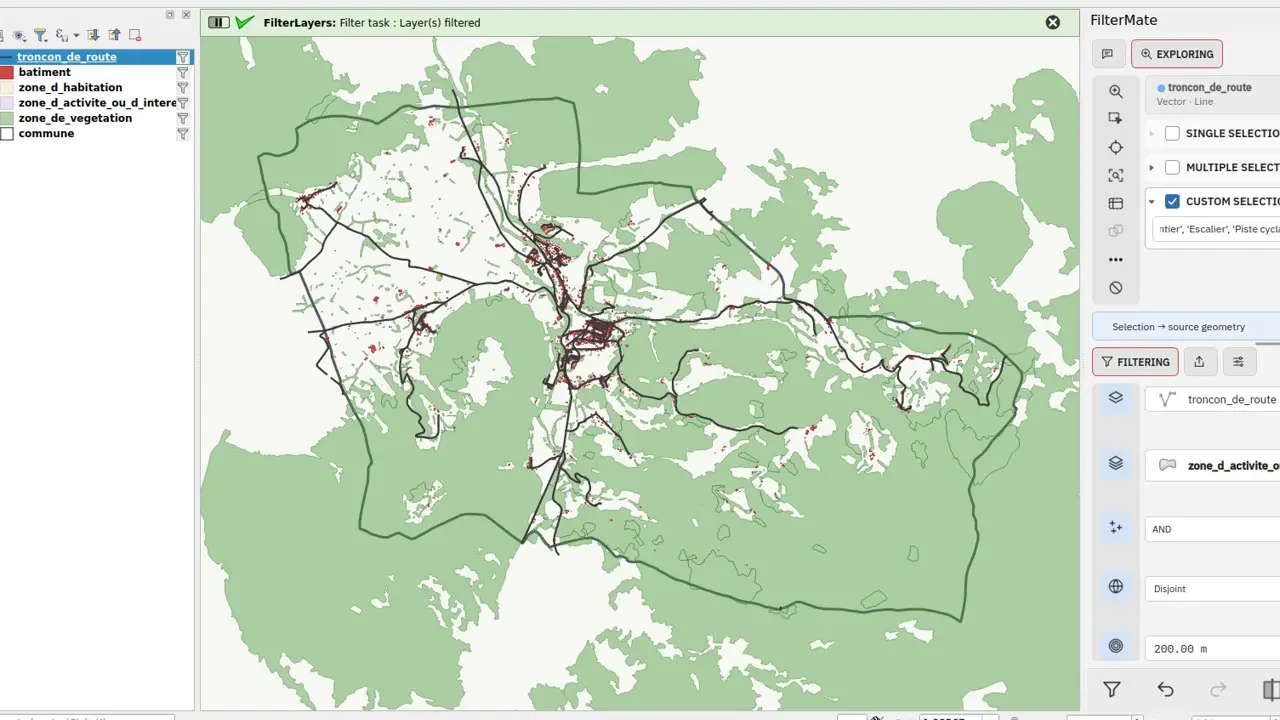 FilterLayers: Filter task : Layer(s) filtered
troncon_de_route
batiment
zone_d_habitation
zone_d_activite_ou_d_intere
zone_de_vegetation
commune
FilterMate
EXPLORING
troncon_de_route
Vector · Line
SINGLE SELECTIO
MULTIPLE SELECT
CUSTOM SELECTIO
ntier', 'Escalier', 'Piste cycla
Selection → source geometry
FILTERING
troncon_de_route
zone_d_activite_o
AND
Disjoint
200.00 m